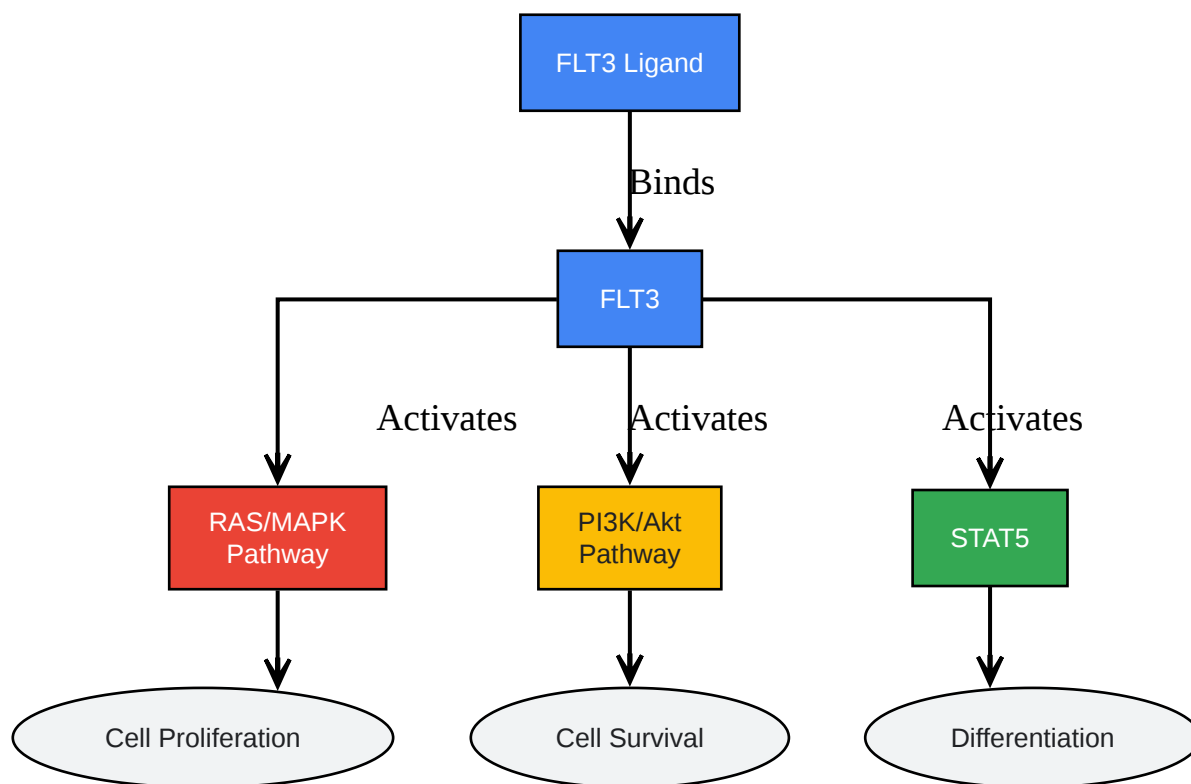 FLT3 Ligand
Binds
FLT3
Activates
Activates
Activates
RAS/MAPK
Pathway
PI3K/Akt
Pathway
STAT5
Cell Proliferation
Cell Survival
Differentiation